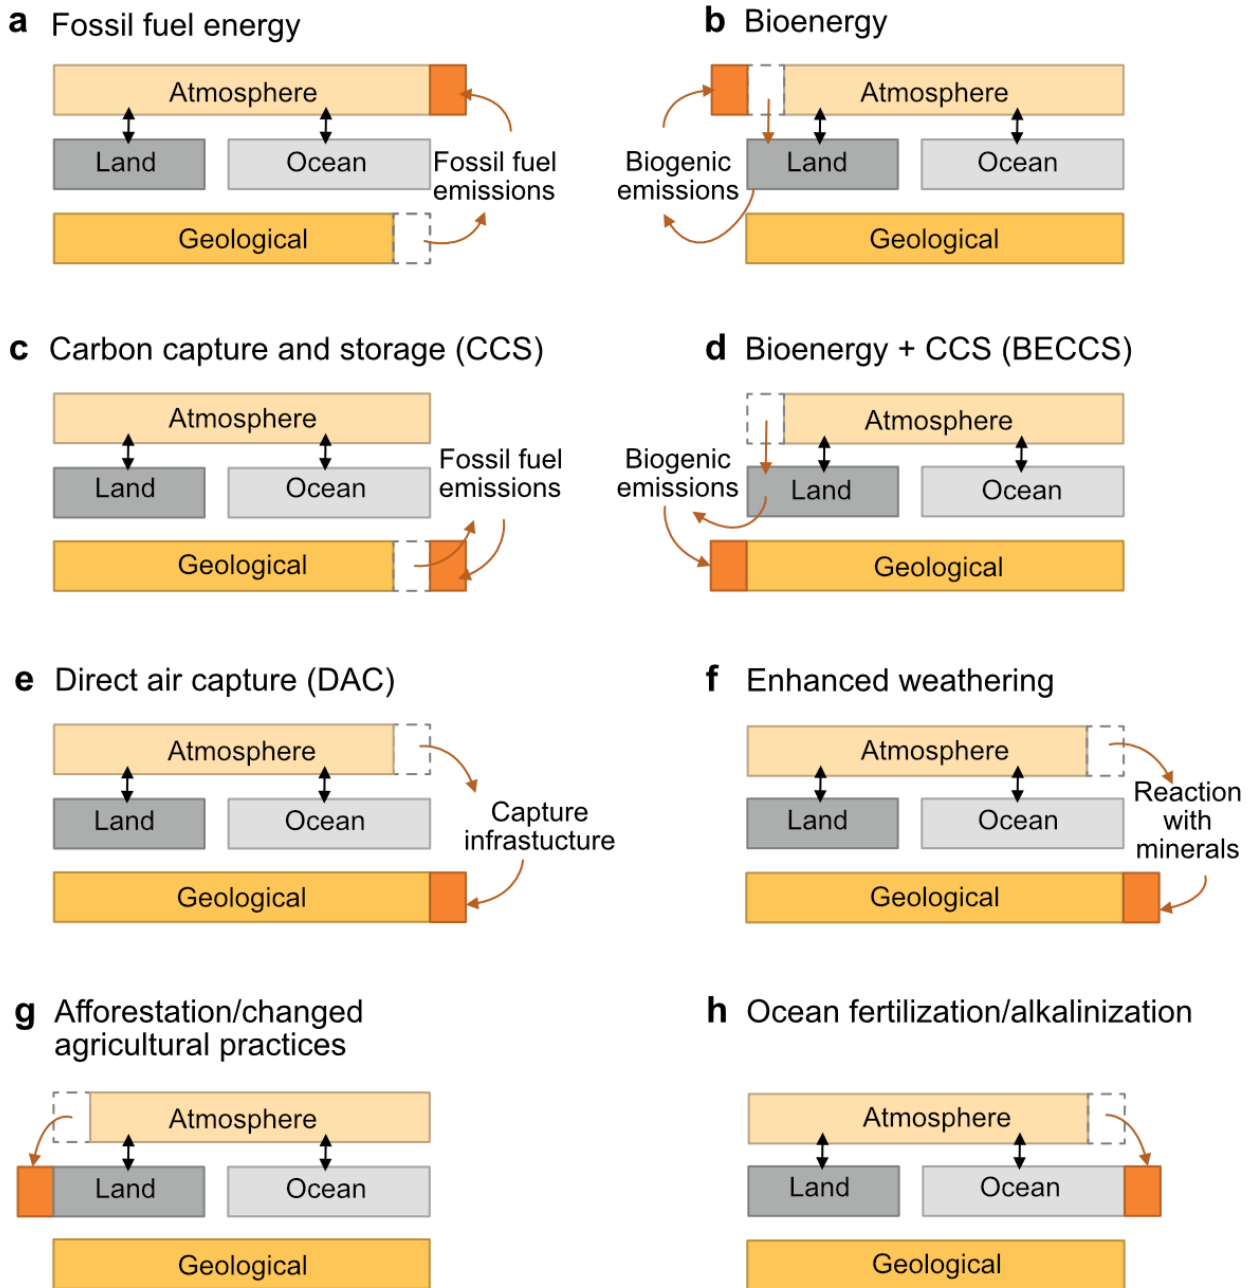 a Fossil fuel energy
Atmosphere
Land
Ocean
Fossil fuel
emissions
Geological
b Bioenergy
Atmosphere
Biogenic
emissions
Land
Ocean
Geological
c Carbon capture and storage (CCS)
Atmosphere
Land
Ocean
Fossil fuel
emissions
Geological
d Bioenergy + CCS (BECCS)
Atmosphere
Biogenic
emissions
Land
Ocean
Geological
e Direct air capture (DAC)
Atmosphere
Land
Ocean
Capture
infrastucture
Geological
f Enhanced weathering
Atmosphere
Land
Ocean
Reaction
with
minerals
Geological
g Afforestation/changed
agricultural practices
Atmosphere
Land
Ocean
Geological
h Ocean fertilization/alkalinization
Atmosphere
Land
Ocean
Geological